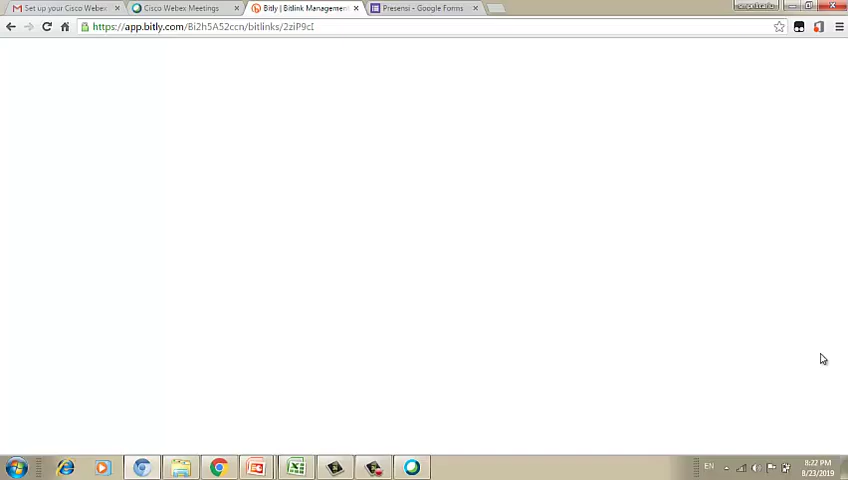 Set up your Cisco Webex
Cisco Webex Meetings
Bitly | Bitlink Management
Presensi - Google Forms
https://app.bitly.com/Bi2h5A52ccn/bitlinks/2ziP9cI
EN
8:22 PM
8/23/2019